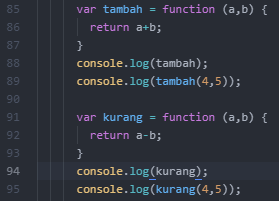 85 var tambah = function (a,b) {
86 return a+b;
87 }
88 console.log(tambah);
89 console.log(tambah(4,5));
90
91 var kurang = function (a,b) {
92 return a-b;
93 }
94 console.log(kurang);
95 console.log(kurang(4,5));